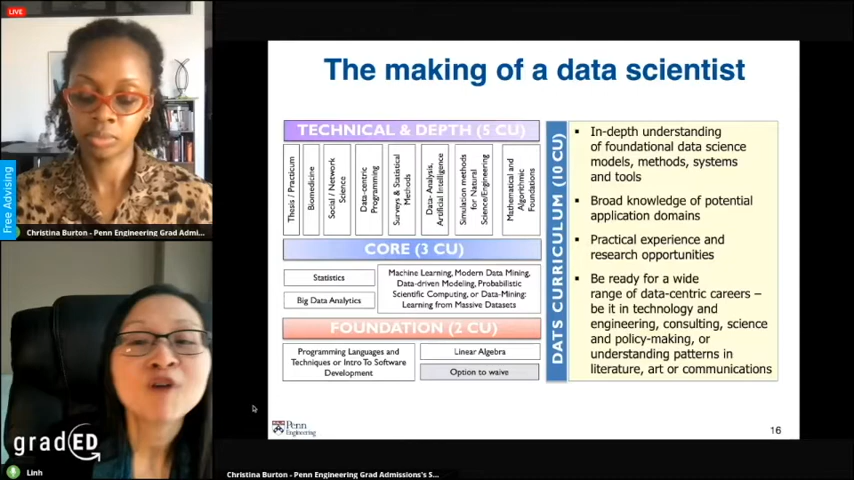 LIVE
Free Advising
Christina Burton - Penn Engineering Grad Admi...
gradED
Linh
The making of a data scientist
TECHNICAL & DEPTH (5 CU)
Thesis / Practicum
Biomedicine
Social / Network
Science
Data-centric
Programming
Surveys & Statistical
Methods
Data-Analysis,
Artificial Intelligence
Simulation methods
for Natural
Science/Engineering
Mathematical and
Algorithmic
Foundations
CORE (3 CU)
Statistics
Big Data Analytics
Machine Learning, Modern Data Mining,
Data-driven Modeling, Probabilistic
Scientific Computing, or Data-Mining:
Learning from Massive Datasets
FOUNDATION (2 CU)
Programming Languages and
Techniques or Intro To Software
Development
Linear Algebra
Option to waive
DATS CURRICULUM (10 CU)
▪ In-depth understanding
of foundational data science
models, methods, systems
and tools
▪ Broad knowledge of potential
application domains
▪ Practical experience and
research opportunities
▪ Be ready for a wide
range of data-centric careers –
be it in technology and
engineering, consulting, science
and policy-making, or
understanding patterns in
literature, art or communications
Penn
Engineering
16
Christina Burton - Penn Engineering Grad Admissions's S...